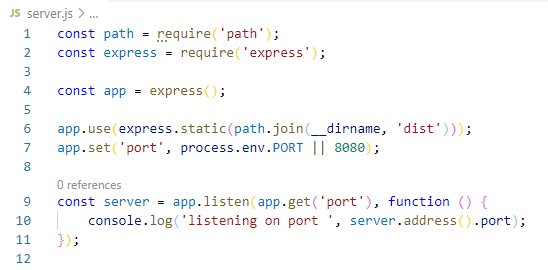 JS server.js > ...
1 const path = require('path');
2 const express = require('express');
3
4 const app = express();
5
6 app.use(express.static(path.join(__dirname, 'dist')));
7 app.set('port', process.env.PORT || 8080);
8
0 references
9 const server = app.listen(app.get('port'), function () {
10 console.log('listening on port ', server.address().port);
11 });
12